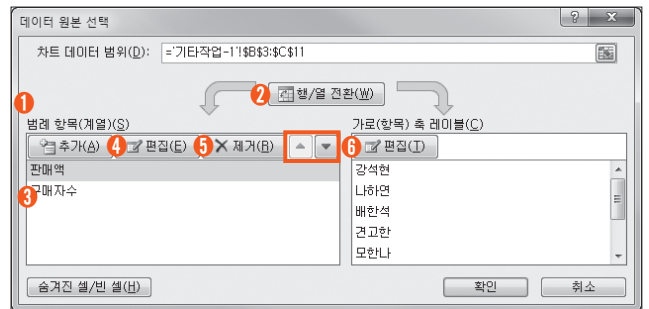 데이터 원본 선택
차트 데이터 범위(D): ='기타작업-1'!$B$3:$C$11
1
2 행/열 전환(W)
범례 항목(계열)(S) 가로(항목) 축 레이블(C)
추가(A) 4 편집(E) 5 제거(R) 6 편집(T)
판매액 강석현
3 구매자수 나하연
배한석
견고한
모한나
숨겨진 셀/빈 셀(H) 확인 취소